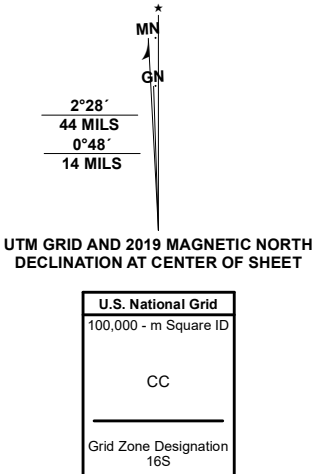 MN
GN
2°28´
44 MILS
0°48´
14 MILS
UTM GRID AND 2019 MAGNETIC NORTH
DECLINATION AT CENTER OF SHEET
U.S. National Grid
100,000 - m Square ID
CC
Grid Zone Designation
16S